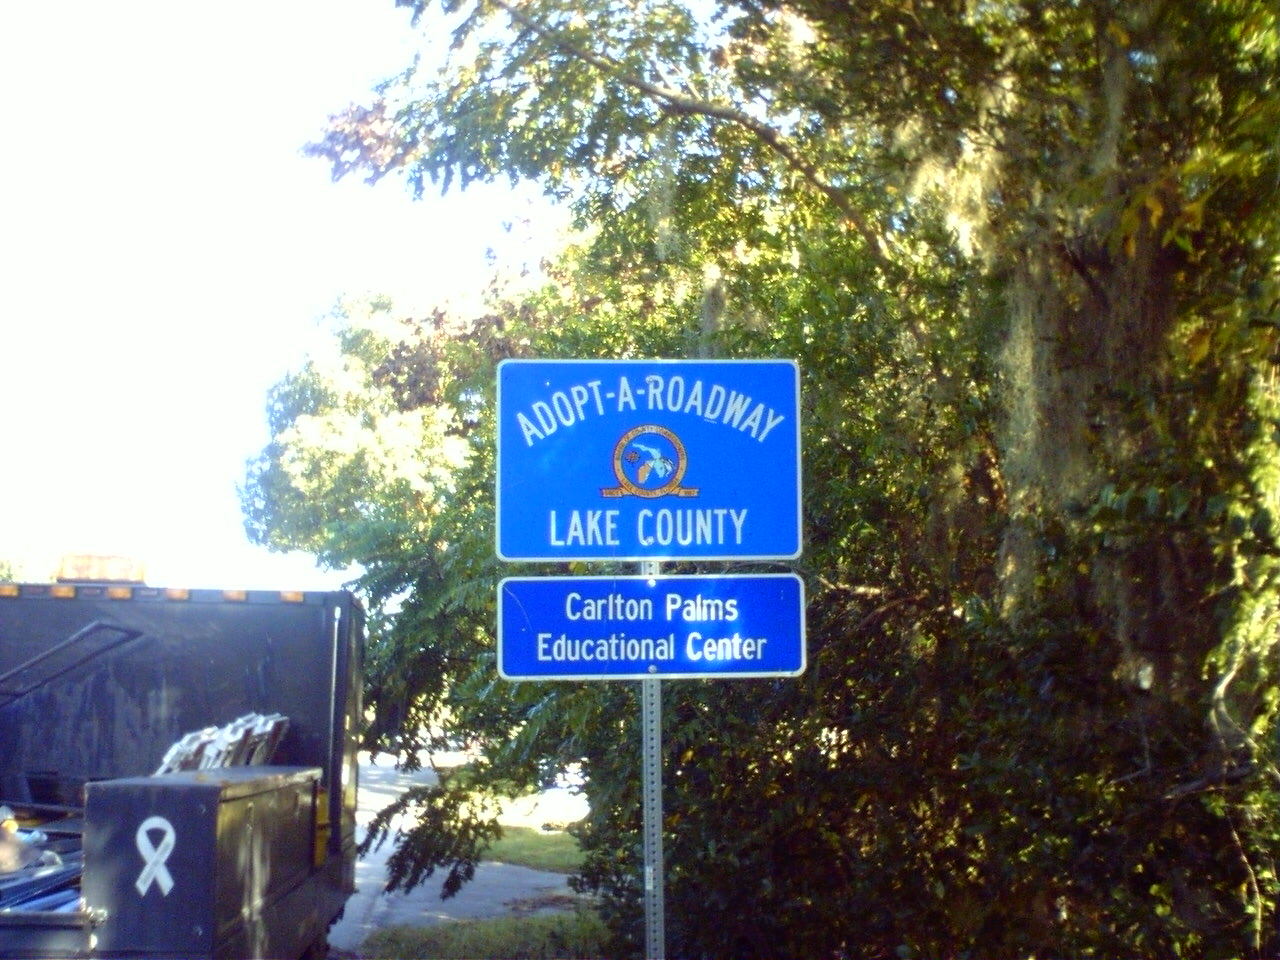 ADOPT-A-ROADWAY
LAKE COUNTY
Carlton Palms
Educational Center